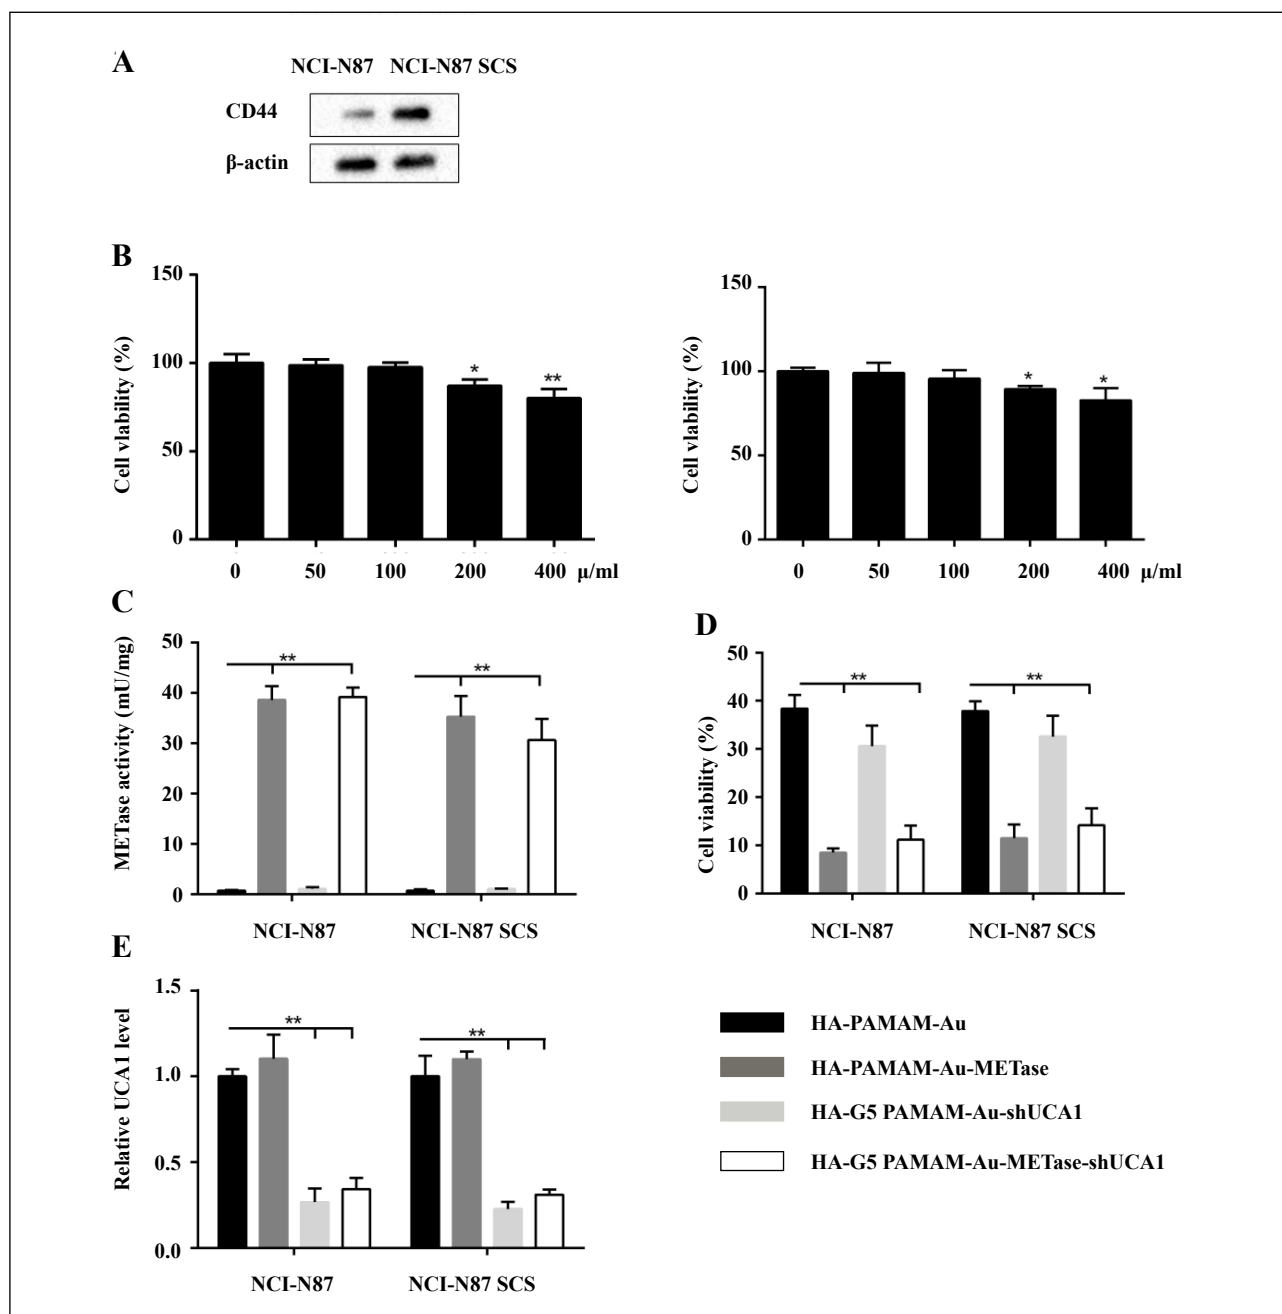 A
NCI-N87 NCI-N87 SCS
CD44
β-actin
B
150
100
50
0
Cell vlability (%)
*
**
0 50 100 200 400 μ/ml
150
100
50
0
Cell vlability (%)
*
*
0 50 100 200 400 μ/ml
C
50
40
30
20
10
0
METase activity (mU/mg)
**
**
NCI-N87 NCI-N87 SCS
D
50
40
30
20
10
0
Cell viability (%)
**
**
NCI-N87 NCI-N87 SCS
E
1.5
1.0
0.5
0.0
Relative UCA1 level
**
**
NCI-N87 NCI-N87 SCS
HA-PAMAM-Au
HA-PAMAM-Au-METase
HA-G5 PAMAM-Au-shUCA1
HA-G5 PAMAM-Au-METase-shUCA1